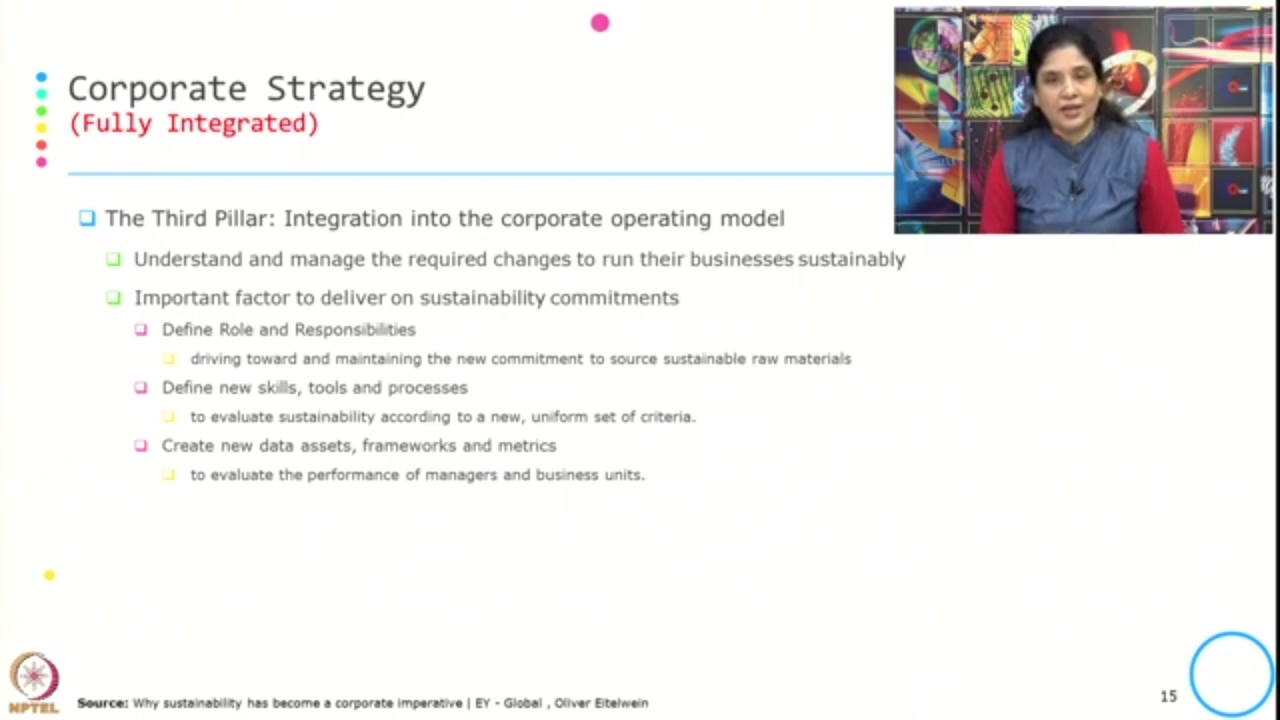 Corporate Strategy
(Fully Integrated)
The Third Pillar: Integration into the corporate operating model
Understand and manage the required changes to run their businesses sustainably
Important factor to deliver on sustainability commitments
Define Role and Responsibilities
driving toward and maintaining the new commitment to source sustainable raw materials
Define new skills, tools and processes
to evaluate sustainability according to a new, uniform set of criteria.
Create new data assets, frameworks and metrics
to evaluate the performance of managers and business units.
NPTEL
Source: Why sustainability has become a corporate imperative | EY - Global , Oliver Eitelwein
15